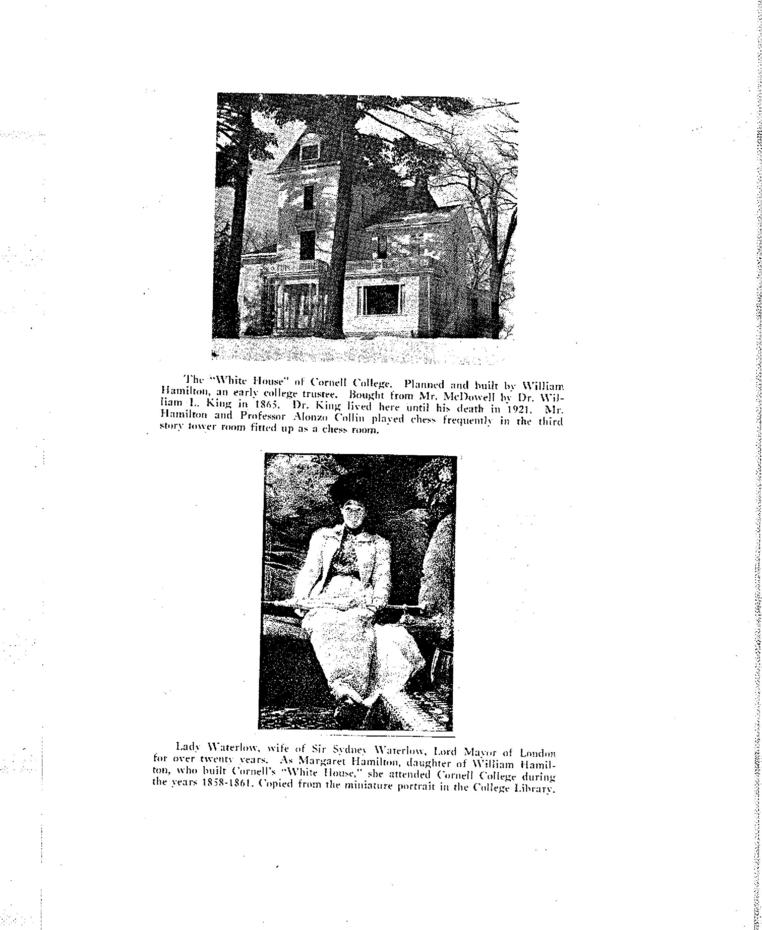 The "White House" of Cornell College. Planned and built by William
Hamilton, an early college trustee. Bought from Mr. McDowell by Dr. Wil-
liam F. King in 1865. Dr. King lived here until his death in 1921. Mr.
Hamilton and Professor Alonzo Collin played chess frequently in the third
story tower room fitted up as a chess room.
Lady Waterlow, wife of Sir Sydney Waterlow, Lord Mayor of London
for over twenty years. As Margaret Hamilton, daughter of William Hamil-
ton, who built Cornell's "White House," she attended Cornell College during
the years 1858-1861. Copied from the miniature portrait in the College Library.